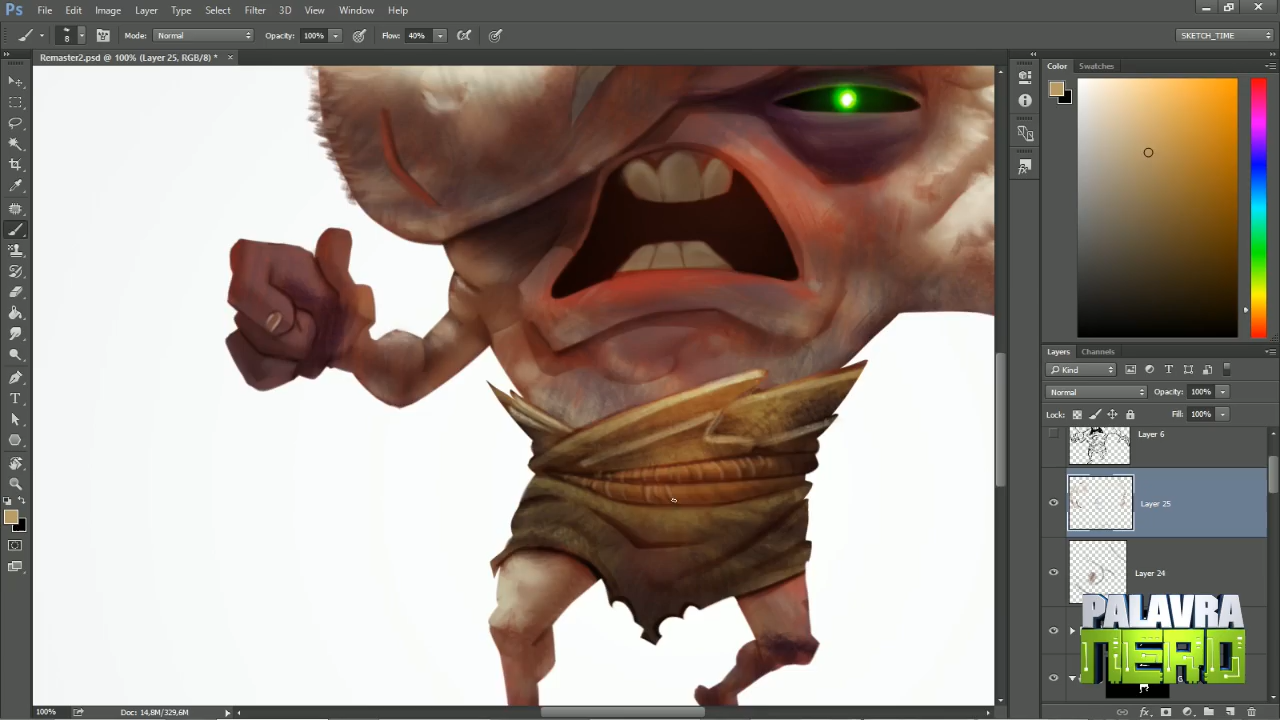 Ps File Edit Image Layer Type Select Filter 3D View Window Help
8 Mode: Normal Opacity: 100% Flow: 40% SKETCH_TIME
Remaster2.psd @ 100% (Layer 25, RGB/8) *
Color Swatches
Layers Channels
Kind
Normal Opacity: 100%
Lock: Fill: 100%
Layer 6
Layer 25
Layer 24
PALAVRA
NERD
100% Doc: 14,8M/329,6M